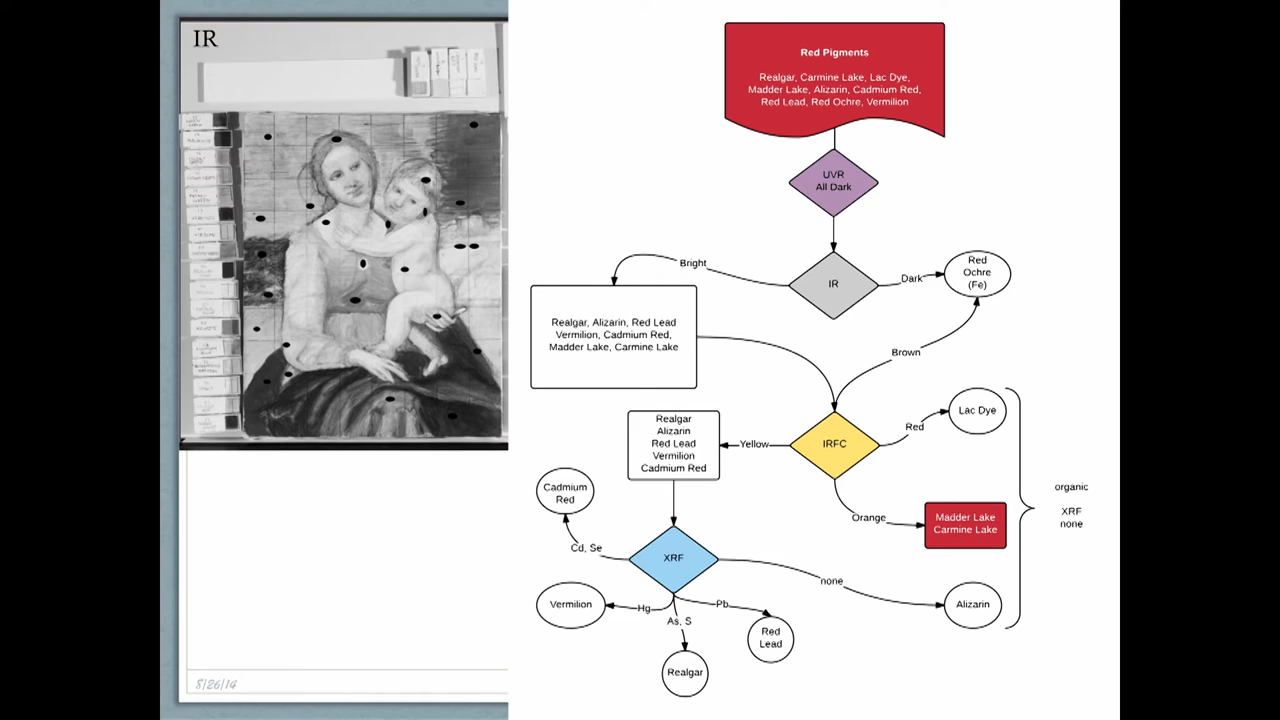 IR
8/26/14
Red Pigments
Realgar, Carmine Lake, Lac Dye,
Madder Lake, Alizarin, Cadmium Red,
Red Lead, Red Ochre, Vermilion
UVR
All Dark
IR
Bright
Dark
Red
Ochre
(Fe)
Realgar, Alizarin, Red Lead
Vermilion, Cadmium Red,
Madder Lake, Carmine Lake
Brown
IRFC
Red
Lac Dye
Yellow
Realgar
Alizarin
Red Lead
Vermilion
Cadmium Red
Orange
Madder Lake
Carmine Lake
organic
XRF
none
Cadmium
Red
Cd, Se
XRF
none
Alizarin
Vermilion
Hg
As, S
Pb
Red
Lead
Realgar